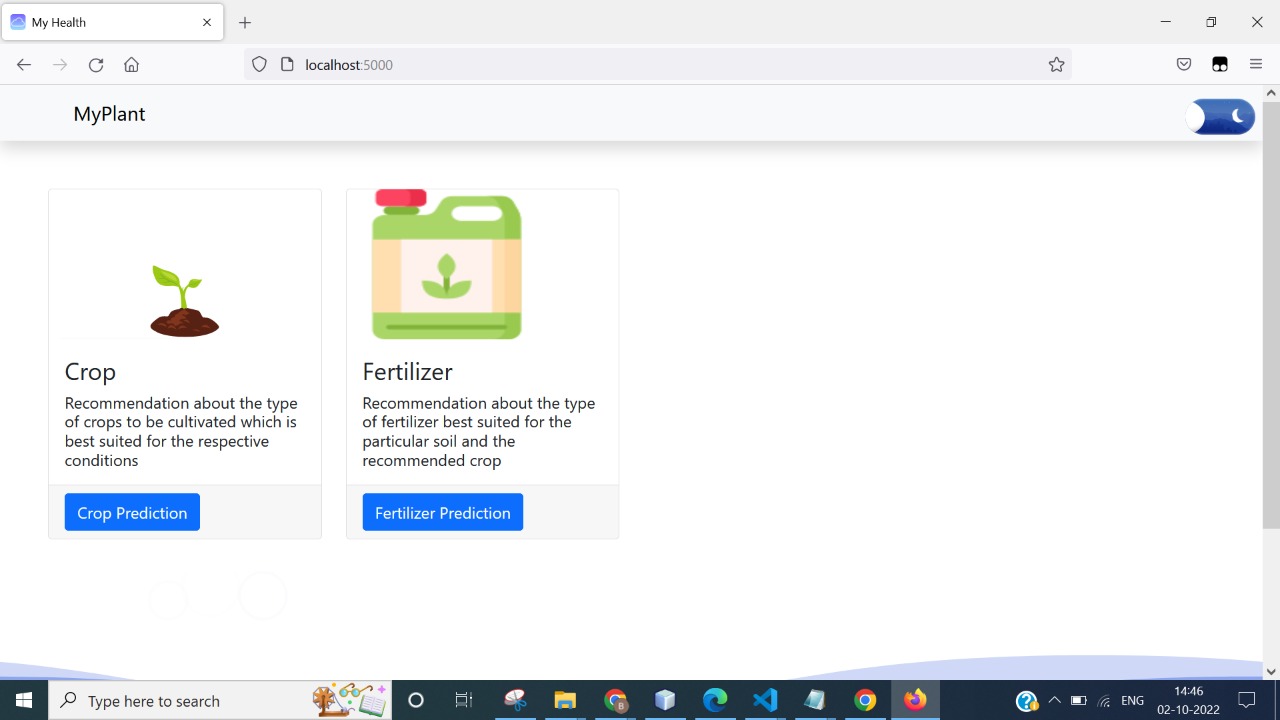 My Health
localhost:5000
MyPlant
Crop
Recommendation about the type
of crops to be cultivated which is
best suited for the respective
conditions
Crop Prediction
Fertilizer
Recommendation about the type
of fertilizer best suited for the
particular soil and the
recommended crop
Fertilizer Prediction
Type here to search
B
ENG
14:46
02-10-2022